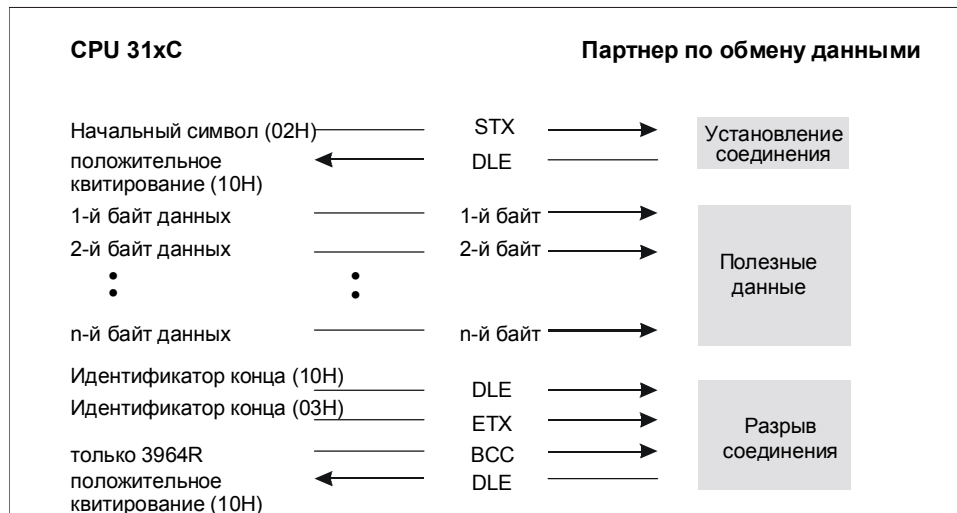 CPU 31xC Партнер по обмену данными
Начальный символ (02H) STX Установление
соединения
положительное DLE
квитирование (10H)
1-й байт данных 1-й байт
2-й байт данных 2-й байт
Полезные
данные
n-й байт данных n-й байт
Идентификатор конца (10H) DLE
Идентификатор конца (03H) ETX
Разрыв
соединения
только 3964R BCC
положительное DLE
квитирование (10H)